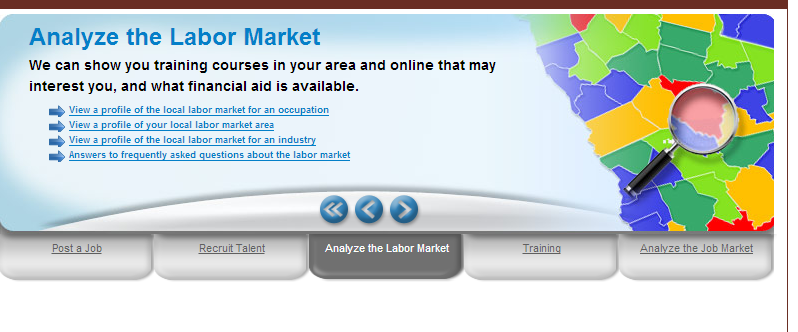 Analyze the Labor Market
We can show you training courses in your area and online that may
interest you, and what financial aid is available.
View a profile of the local labor market for an occupation
View a profile of your local labor market area
View a profile of the local labor market for an industry
Answers to frequently asked questions about the labor market
Post a Job
Recruit Talent
Analyze the Labor Market
Training
Analyze the Job Market